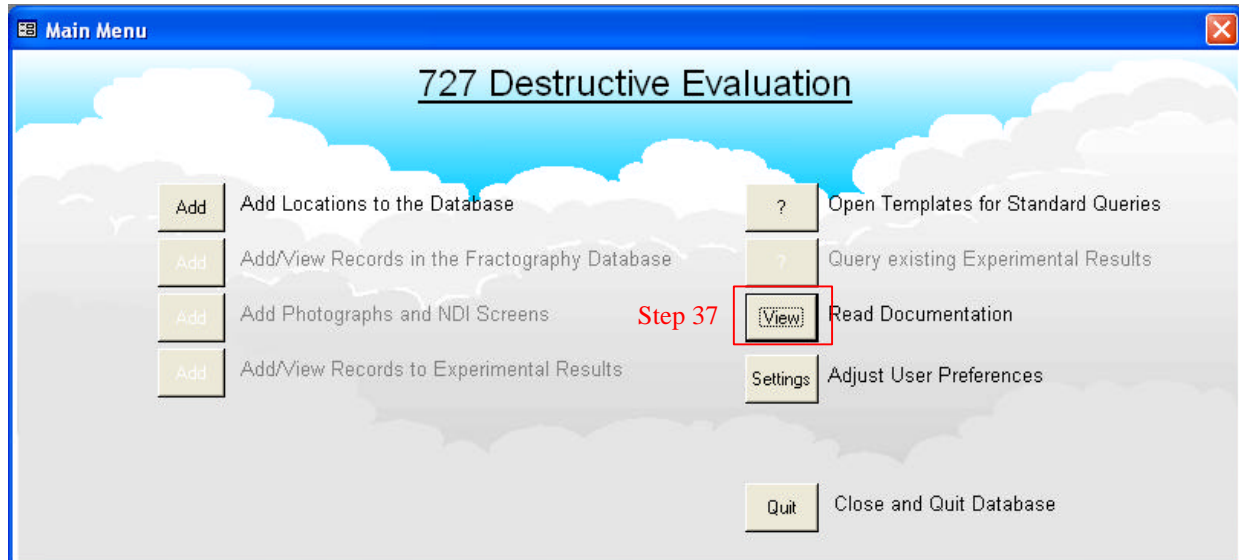 Main Menu
727 Destructive Evaluation
Add Add Locations to the Database
Add Add/View Records in the Fractography Database
Add Add Photographs and NDI Screens
Add Add/View Records to Experimental Results
? Open Templates for Standard Queries
? Query existing Experimental Results
Step 37 View Read Documentation
Settings Adjust User Preferences
Quit Close and Quit Database